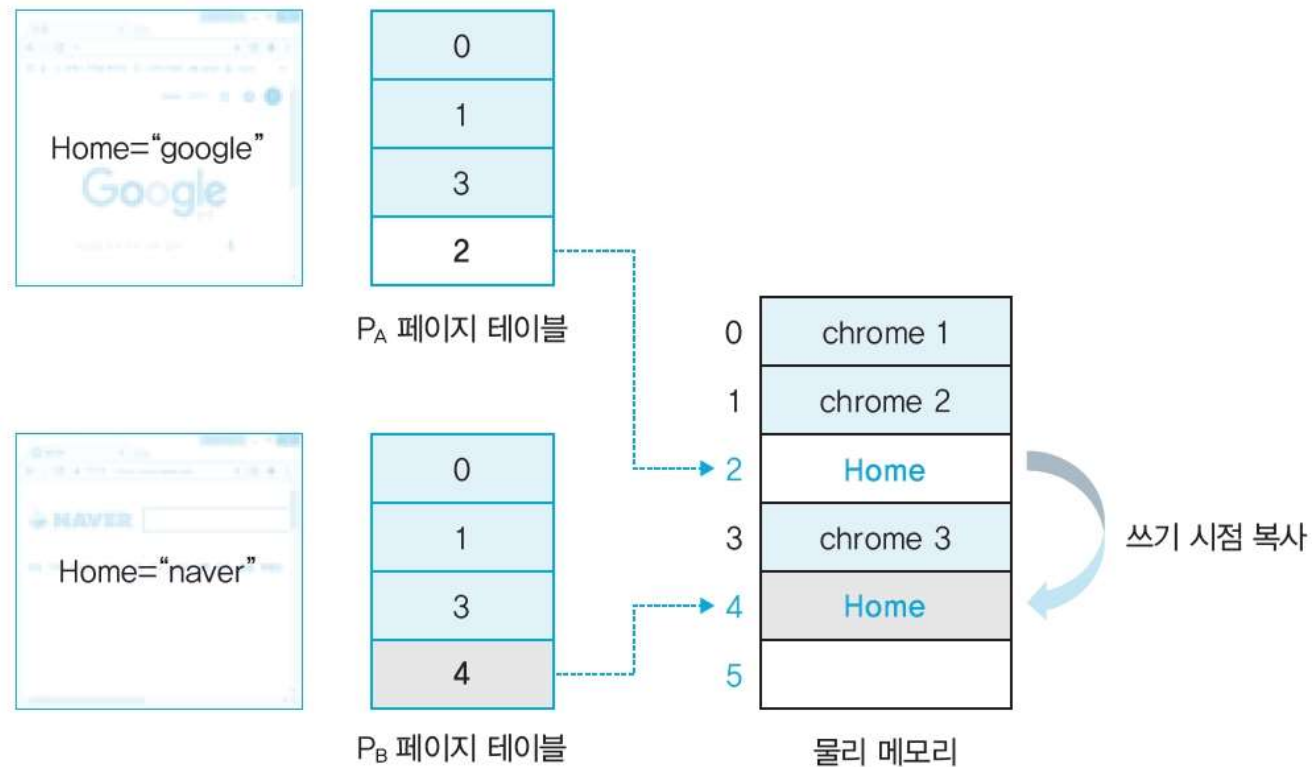 Home="google"
Google
0
1
3
2
PA 페이지 테이블
NAVER
Home="naver"
0
1
3
4
PB 페이지 테이블
0 chrome 1
1 chrome 2
2 Home
3 chrome 3
4 Home
5
물리 메모리
쓰기 시점 복사